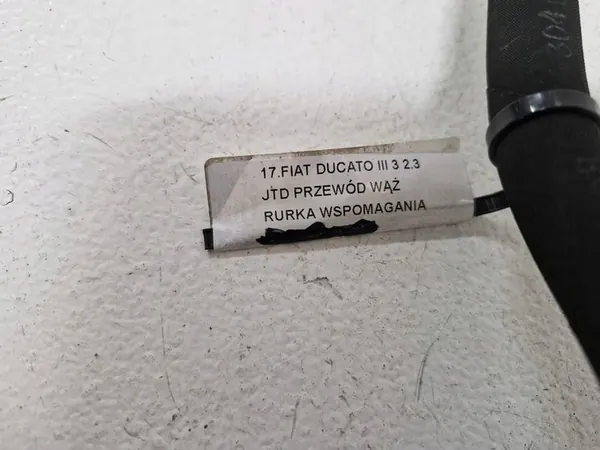 17.FIAT DUCATO III 3 2.3
JTD PRZEWÓD WĄŻ
RURKA WSPOMAGANIA